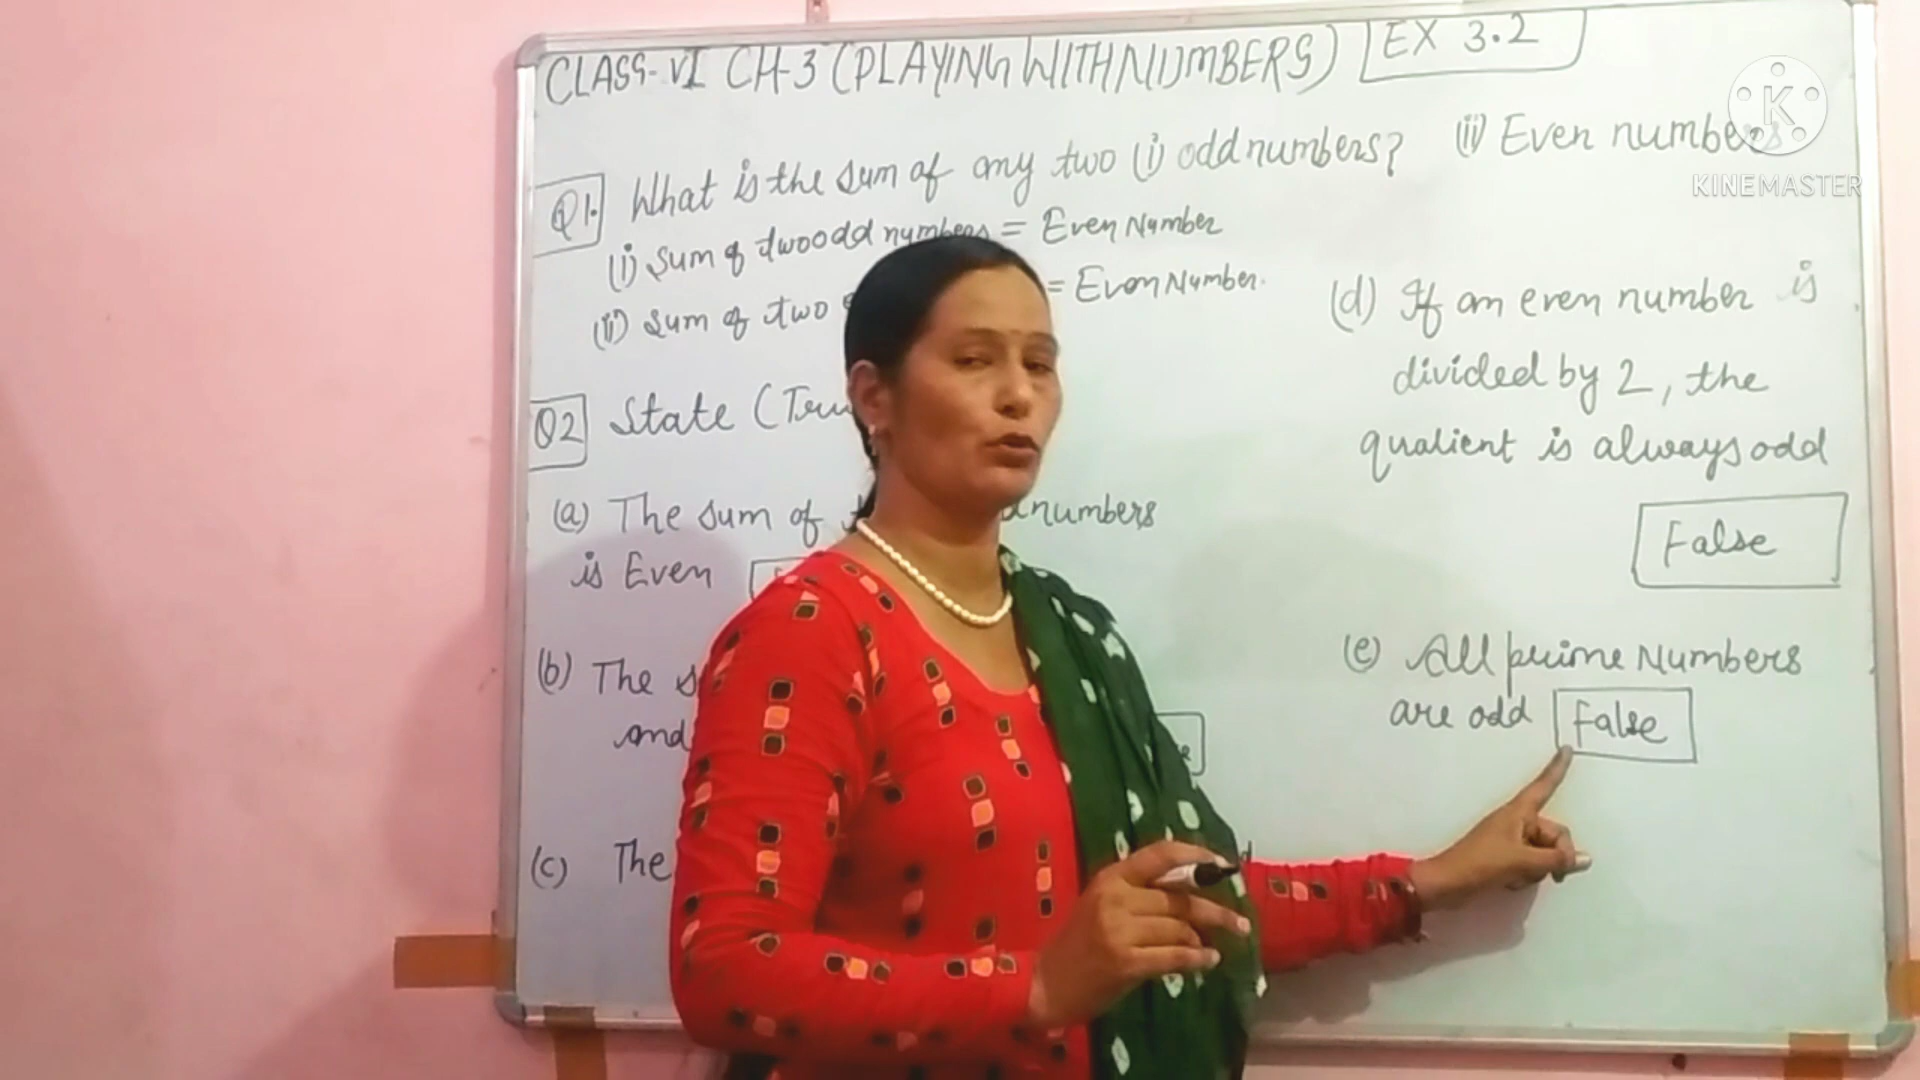 CLASS-VI CH-3 (PLAYING WITH NUMBERS) EX 3.2
Q1. What is the sum of any two (i) odd numbers? (ii) Even numbers
(i) Sum of two odd numbers = Even Number
(ii) Sum of two = Even Number.
Q2 State (True
(a) The sum of numbers
is Even
(b) The
and
(c) The
(d) If an even number is
divided by 2, the
quotient is always odd
False
(e) All prime Numbers
are odd False
K
KINEMASTER